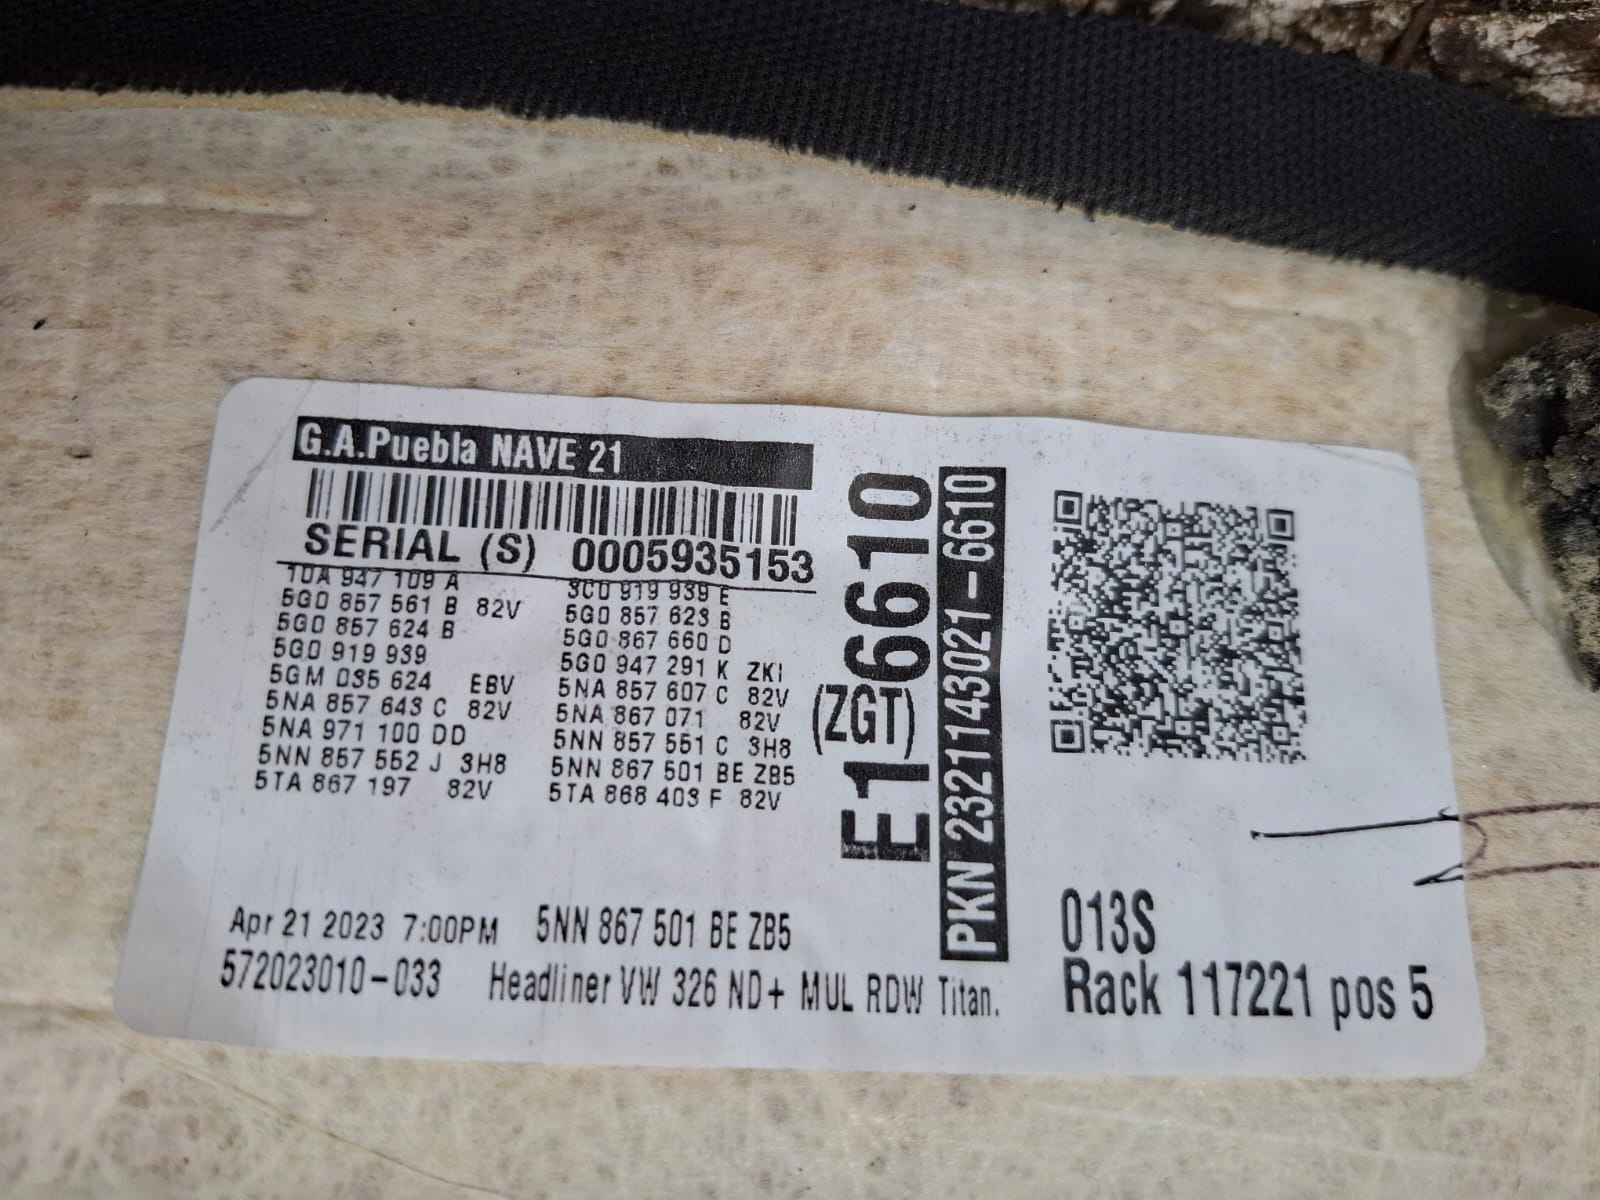 G.A.Puebla NAVE 21
SERIAL (S) 0005935153
10A 947 109 A
5G0 857 561 B 82V
5G0 857 624 B
5G0 919 939
5GM 035 624 EBV
5NA 857 643 C 82V
5NA 971 100 DD
5NN 857 552 J 3H8
5TA 867 197 82V
3C0 919 939 E
5G0 857 623 B
5G0 867 660 D
5G0 947 291 K ZKI
5NA 857 607 C 82V
5NA 867 071 82V
5NN 857 551 C 3H8
5NN 867 501 BE ZB5
5TA 868 403 F 82V
E1 6610
(ZGT)
PKN 2321143021-6610
Apr 21 2023 7:00PM 5NN 867 501 BE ZB5
572023010-033 Headliner VW 326 ND+ MUL RDW Titan.
013S
Rack 117221 pos 5